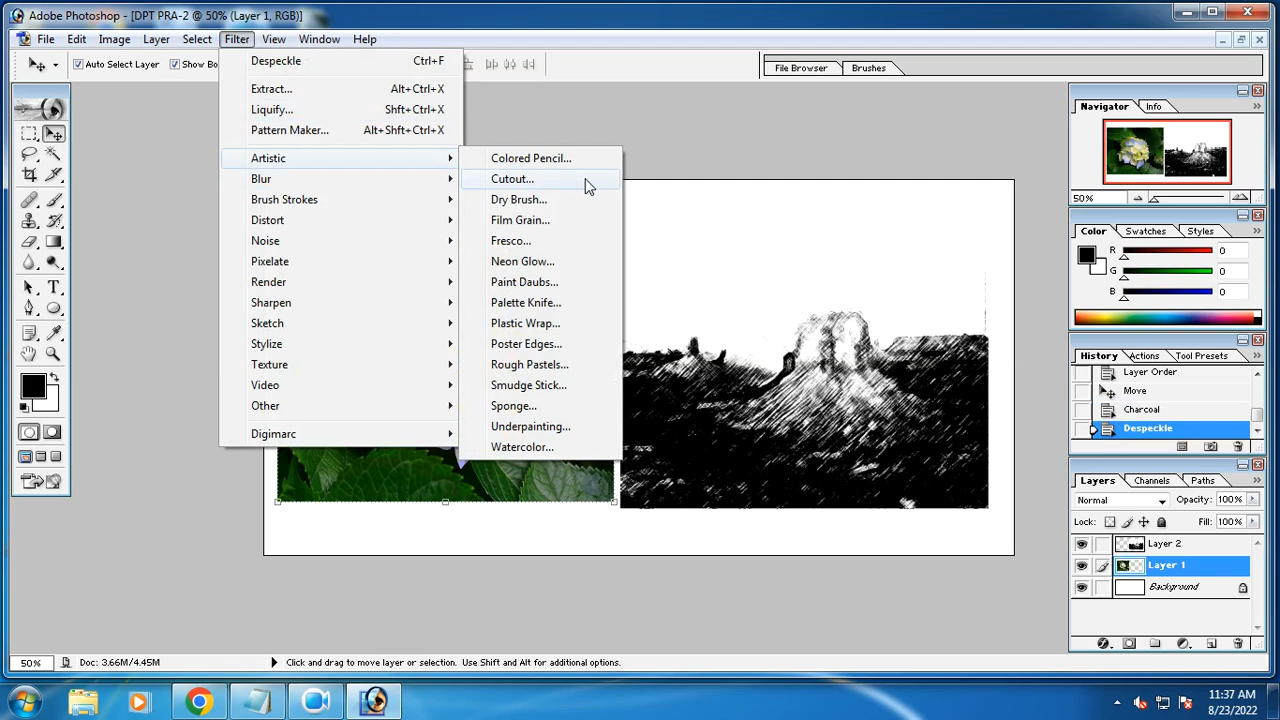 Adobe Photoshop - [DPT PRA-2 @ 50% (Layer 1, RGB)]
File Edit Image Layer Select Filter View Window Help
Auto Select Layer Show Bo
File Browser Brushes
Despeckle Ctrl+F
Extract... Alt+Ctrl+X
Liquify... Shft+Ctrl+X
Pattern Maker... Alt+Shft+Ctrl+X
Artistic
Blur
Brush Strokes
Distort
Noise
Pixelate
Render
Sharpen
Sketch
Stylize
Texture
Video
Other
Digimarc
Colored Pencil...
Cutout...
Dry Brush...
Film Grain...
Fresco...
Neon Glow...
Paint Daubs...
Palette Knife...
Plastic Wrap...
Poster Edges...
Rough Pastels...
Smudge Stick...
Sponge...
Underpainting...
Watercolor...
Navigator Info
50%
Color Swatches Styles
R 0
G 0
B 0
History Actions Tool Presets
Layer Order
Move
Charcoal
Despeckle
Layers Channels Paths
Normal Opacity: 100%
Lock: Fill: 100%
Layer 2
Layer 1
Background
50% Doc: 3.66M/4.45M Click and drag to move layer or selection. Use Shift and Alt for additional options.
11:37 AM
8/23/2022